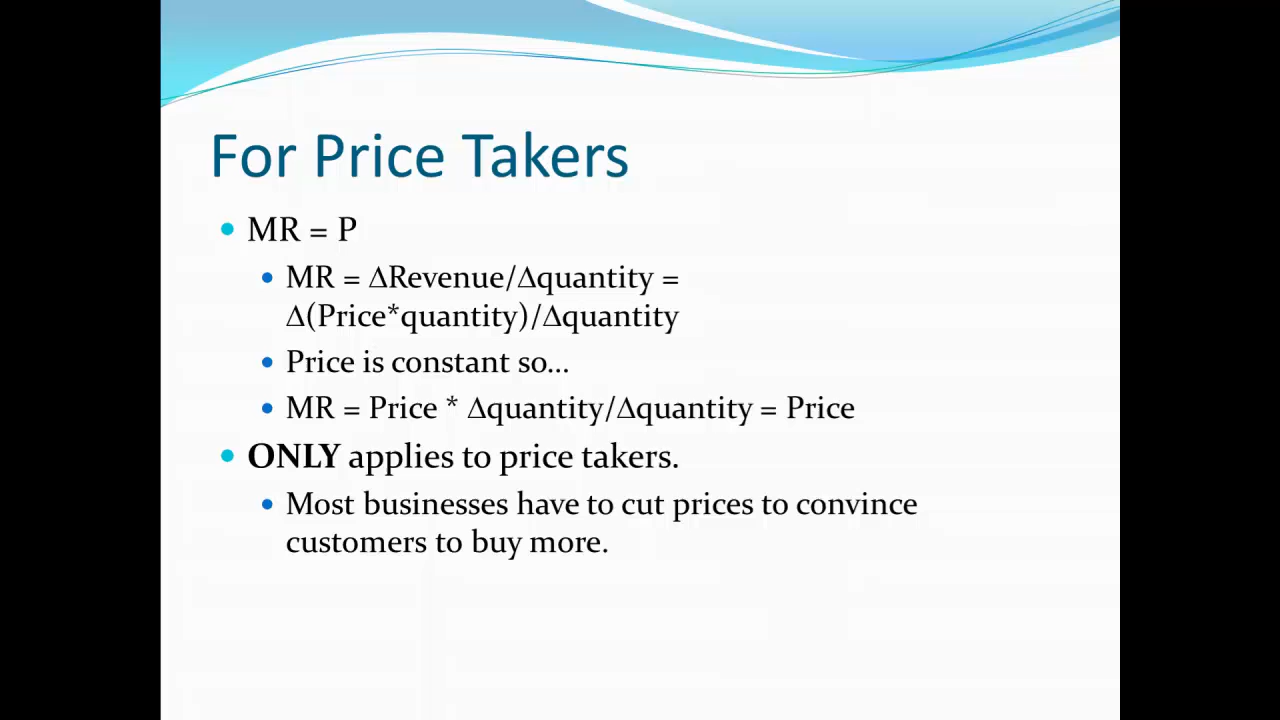 For Price Takers
• MR = P
• MR = ΔRevenue/Δquantity =
Δ(Price*quantity)/Δquantity
• Price is constant so…
• MR = Price * Δquantity/Δquantity = Price
• ONLY applies to price takers.
• Most businesses have to cut prices to convince
customers to buy more.